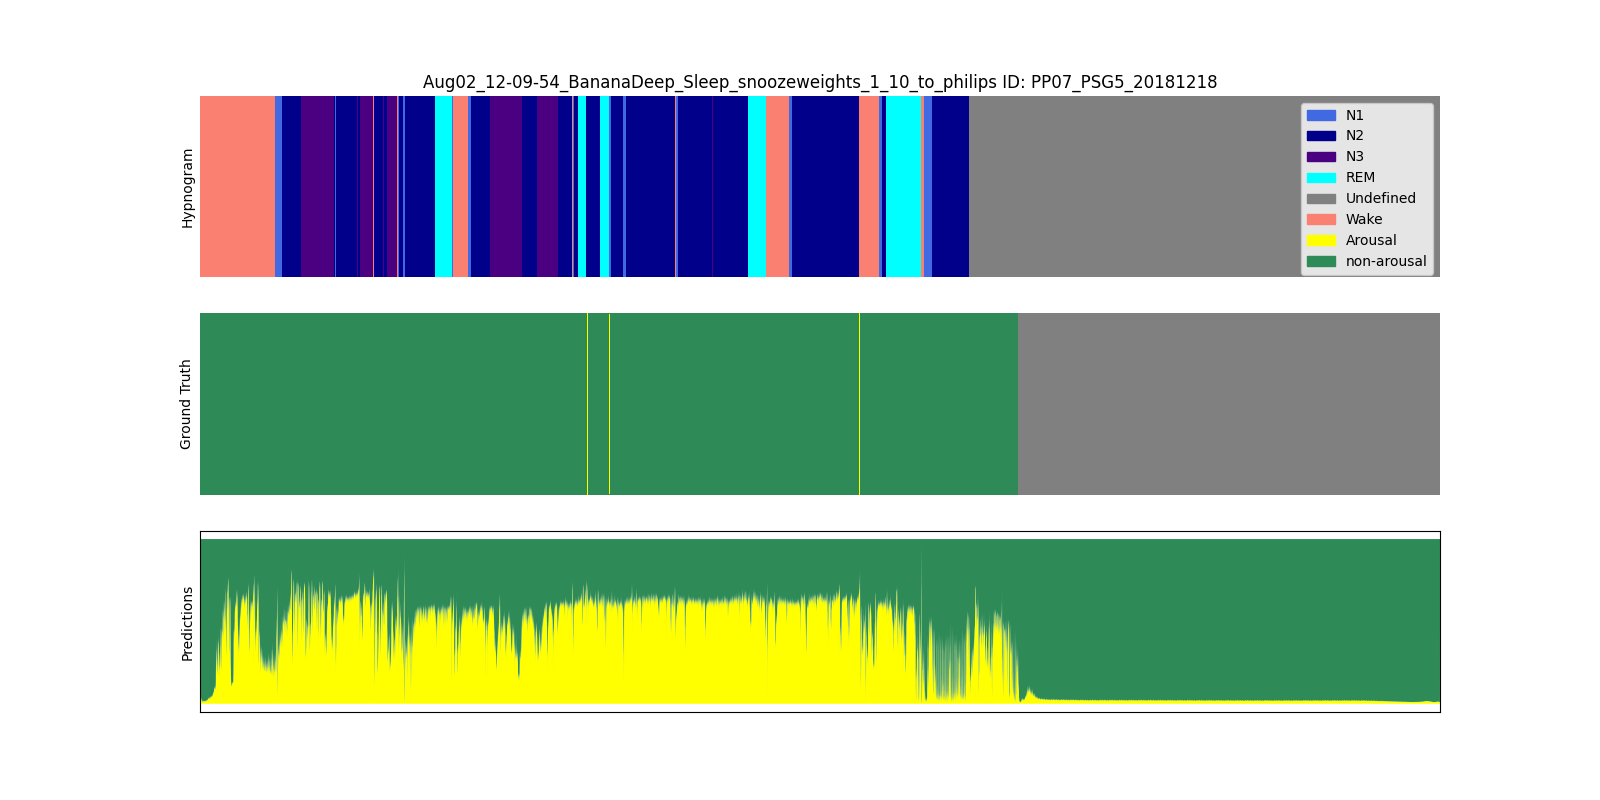 Aug02_12-09-54_BananaDeep_Sleep_snoozeweights_1_10_to_philips ID: PP07_PSG5_20181218
Hypnogram
N1
N2
N3
REM
Undefined
Wake
Arousal
non-arousal
Ground Truth
Predictions